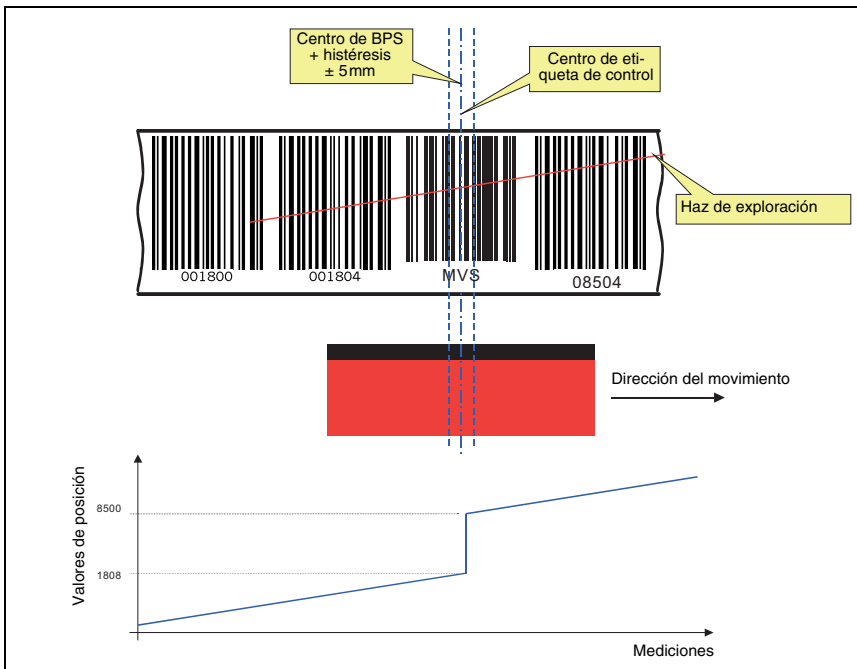 Centro de BPS
+ histéresis
± 5mm
Centro de eti-
queta de control
Haz de exploración
001800
001804
MVS
08504
Dirección del movimiento
Valores de posición
8500
1808
Mediciones